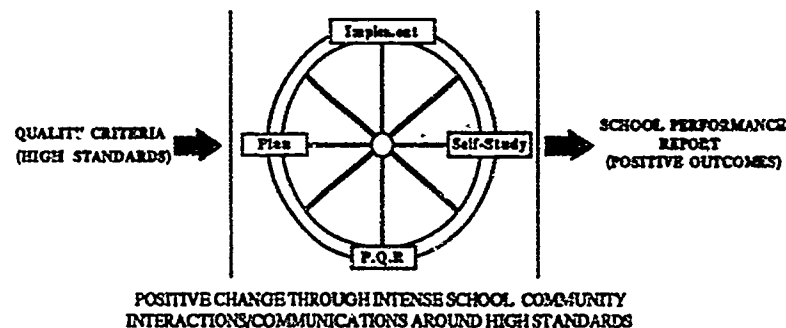 Implement
QUALITY CRITERIA
(HIGH STANDARDS)
Plan
Self-Study
SCHOOL PERFORMANCE
REPORT
(POSITIVE OUTCOMES)
P.Q.R
POSITIVE CHANGE THROUGH INTENSE SCHOOL COMMUNITY
INTERACTIONS/COMMUNICATIONS AROUND HIGH STANDARDS